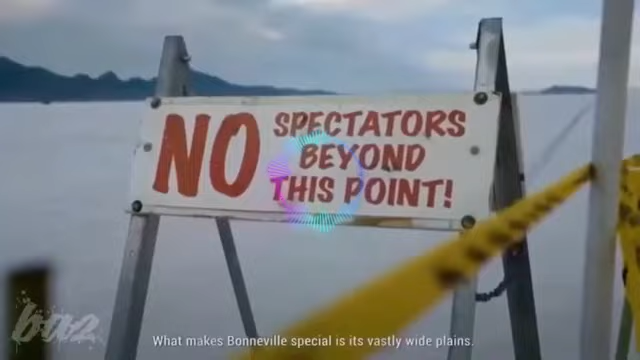 NO SPECTATORS
BEYOND
THIS POINT!
What makes Bonneville special is its vastly wide plains.